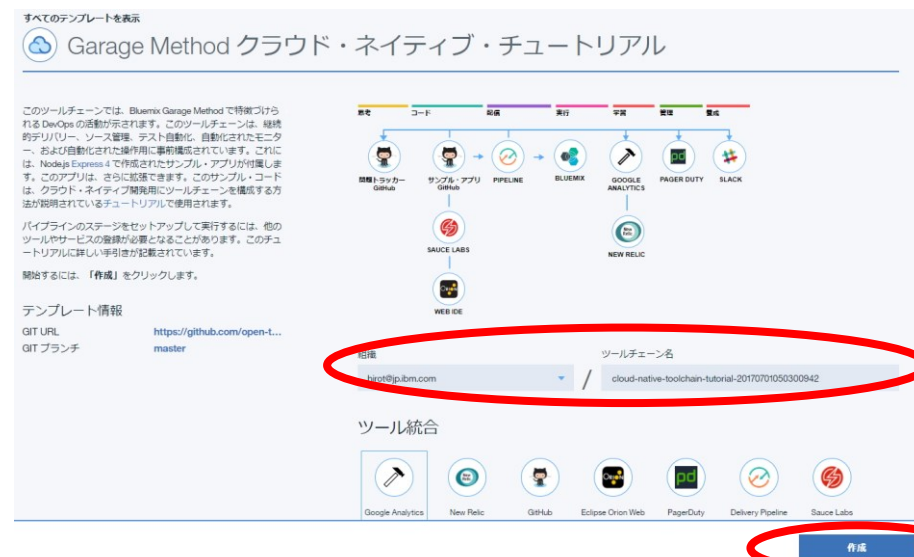 すべてのテンプレートを表示
Garage Method クラウド・ネイティブ・チュートリアル
このツールチェーンでは、Bluemix Garage Method で特徴づけら
れる DevOps の活動が示されます。このツールチェーンは、継続
的デリバリー、ソース管理、テスト自動化、自動化されたモニタ
ー、および自動化された操作用に事前構成されています。これに
は、Node.js Express 4 で作成されたサンプル・アプリが付属しま
す。このアプリは、さらに拡張できます。このサンプル・コード
は、クラウド・ネイティブ開発用にツールチェーンを構成する方
法が説明されているチュートリアルで使用されます。
パイプラインのステージをセットアップして実行するには、他の
ツールやサービスの登録が必要となることがあります。このチュ
ートリアルに詳しい手引きが記載されています。
開始するには、「作成」をクリックします。
テンプレート情報
GIT URL https://github.com/open-t...
GIT ブランチ master
思考 コード 配信 実行 学習 管理 養成
問題トラッカー サンプル・アプリ PIPELINE BLUEMIX GOOGLE PAGER DUTY SLACK
GitHub GitHub ANALYTICS
SAUCE LABS NEW RELIC
WEB IDE
組織 ツールチェーン名
hirot@jp.ibm.com / cloud-native-toolchain-tutorial-20170701050300942
ツール統合
Google Analytics New Relic GitHub Eclipse Orion Web PagerDuty Delivery Pipeline Sauce Labs
作成